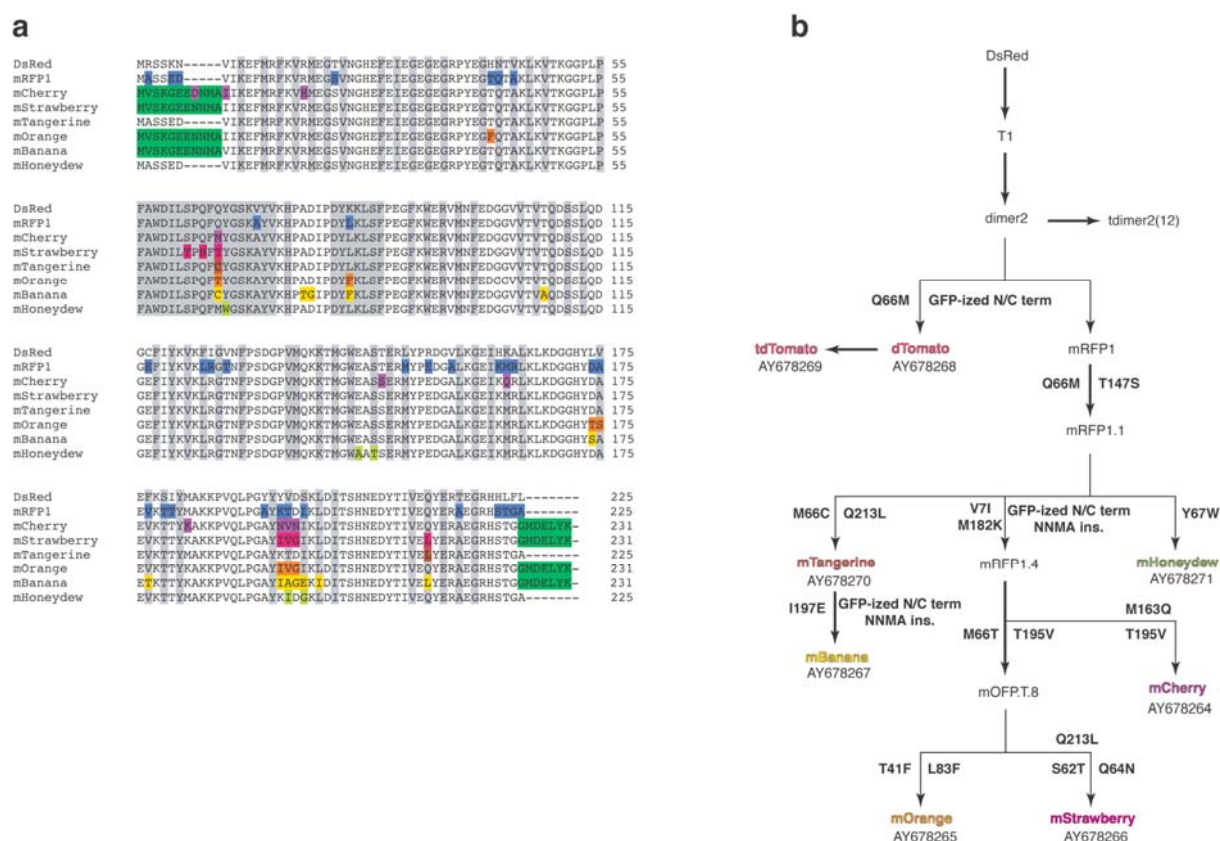 a
DsRed MRSSKN-----VIKEFMRFKVRMEGTVNGHEFEIEGEGEGRPYEGHNTVKLKVTKGGPLP 55
mRFP1 MASSED-----VIKEFMRFKVRMEGSVNGHEFEIEGEGEGRPYEGTQTAKLKVTKGGPLP 55
mCherry MVSKGEEDNMAIIKEFMRFKVHMEGSVNGHEFEIEGEGEGRPYEGTQTAKLKVTKGGPLP 55
mStrawberry MVSKGEENNMAIIKEFMRFKVRMEGSVNGHEFEIEGEGEGRPYEGTQTAKLKVTKGGPLP 55
mTangerine MASSED-----VIKEFMRFKVRMEGSVNGHEFEIEGEGEGRPYEGTQTAKLKVTKGGPLP 55
mOrange MVSKGEENNMAIIKEFMRFKVRMEGSVNGHEFEIEGEGEGRPYEGFQTAKLKVTKGGPLP 55
mBanana MVSKGEENNMAVIKEFMRFKVRMEGSVNGHEFEIEGEGEGRPYEGTQTAKLKVTKGGPLP 55
mHoneydew MASSED-----VIKEFMRFKVRMEGSVNGHEFEIEGEGEGRPYEGTQTAKLKVTKGGPLP 55
DsRed FAWDILSPQFQYGSKVYVKHPADIPDYKKLSFPEGFKWERVMNFEDGGVVTVTQDSSLQD 115
mRFP1 FAWDILSPQFQYGSKAYVKHPADIPDYLKLSFPEGFKWERVMNFEDGGVVTVTQDSSLQD 115
mCherry FAWDILSPQFMYGSKAYVKHPADIPDYLKLSFPEGFKWERVMNFEDGGVVTVTQDSSLQD 115
mStrawberry FAWDILTPNFTYGSKAYVKHPADIPDYLKLSFPEGFKWERVMNFEDGGVVTVTQDSSLQD 115
mTangerine FAWDILSPQFCYGSKAYVKHPADIPDYLKLSFPEGFKWERVMNFEDGGVVTVTQDSSLQD 115
mOrange FAWDILSPQFTYGSKAYVKHPADIPDYFKLSFPEGFKWERVMNFEDGGVVTVTQDSSLQD 115
mBanana FAWDILSPQFCYGSKAYVKHPTGIPDYFKLSFPEGFKWERVMNFEDGGVVTVAQDSSLQD 115
mHoneydew FAWDILSPQFMWGSKAYVKHPADIPDYLKLSFPEGFKWERVMNFEDGGVVTVTQDSSLQD 115
DsRed GCFIYKVKFIGVNFPSDGPVMQKKTMGWEASTERLYPRDGVLKGEIHKALKLKDGGHYLV 175
mRFP1 GEFIYKVKLRGTNFPSDGPVMQKKTMGWEASTERMYPEDGALKGEIKMRLKLKDGGHYDA 175
mCherry GEFIYKVKLRGTNFPSDGPVMQKKTMGWEASSERMYPEDGALKGEIKQRLKLKDGGHYDA 175
mStrawberry GEFIYKVKLRGTNFPSDGPVMQKKTMGWEASSERMYPEDGALKGEIKMRLKLKDGGHYDA 175
mTangerine GEFIYKVKLRGTNFPSDGPVMQKKTMGWEASSERMYPEDGALKGEIKMRLKLKDGGHYDA 175
mOrange GEFIYKVKLRGTNFPSDGPVMQKKTMGWEASSERMYPEDGALKGEIKMRLKLKDGGHYTS 175
mBanana GEFIYKVKLRGTNFPSDGPVMQKKTMGWEASSERMYPEDGALKGEIKMRLKLKDGGHYSA 175
mHoneydew GEFIYKVKLRGTNFPSDGPVMQKKTMGWAATSERMYPEDGALKGEIKMRLKLKDGGHYDA 175
DsRed EFKSIYMAKKPVQLPGYYYVDSKLDITSHNEDYTIVEQYERTEGRHHLFL------- 225
mRFP1 EVKTTYMAKKPVQLPGAYKTDIKLDITSHNEDYTIVEQYERAEGRHSTGA------- 225
mCherry EVKTTYKAKKPVQLPGAYNVNIKLDITSHNEDYTIVEQYERAEGRHSTGGMDELYK- 231
mStrawberry EVKTTYKAKKPVQLPGAYIVGIKLDITSHNEDYTIVELYERAEGRHSTGGMDELYK- 231
mTangerine EVKTTYMAKKPVQLPGAYKTDIKLDITSHNEDYTIVELYERAEGRHSTGA------- 225
mOrange EVKTTYKAKKPVQLPGAYIVGIKLDITSHNEDYTIVEQYERAEGRHSTGGMDELYK- 231
mBanana ETKTTYKAKKPVQLPGAYIAGEKIDITSHNEDYTIVELYERAEGRHSTGGMDELYK- 231
mHoneydew EVKTTYMAKKPVQLPGAYKIDGKLDITSHNEDYTIVEQYERAEGRHSTGA------- 225
b
DsRed
T1
dimer2 tdimer2(12)
Q66M GFP-ized N/C term
tdTomato dTomato mRFP1
AY678269 AY678268
Q66M T147S
mRFP1.1
M66C Q213L V7I GFP-ized N/C term Y67W
M182K NNMA ins.
mTangerine mRFP1.4 mHoneydew
AY678270 AY678271
I197E GFP-ized N/C term M163Q
NNMA ins. M66T T195V T195V
mBanana
AY678267 mOFP.T.8 mCherry
AY678264
Q213L
T41F L83F S62T Q64N
mOrange mStrawberry
AY678265 AY678266